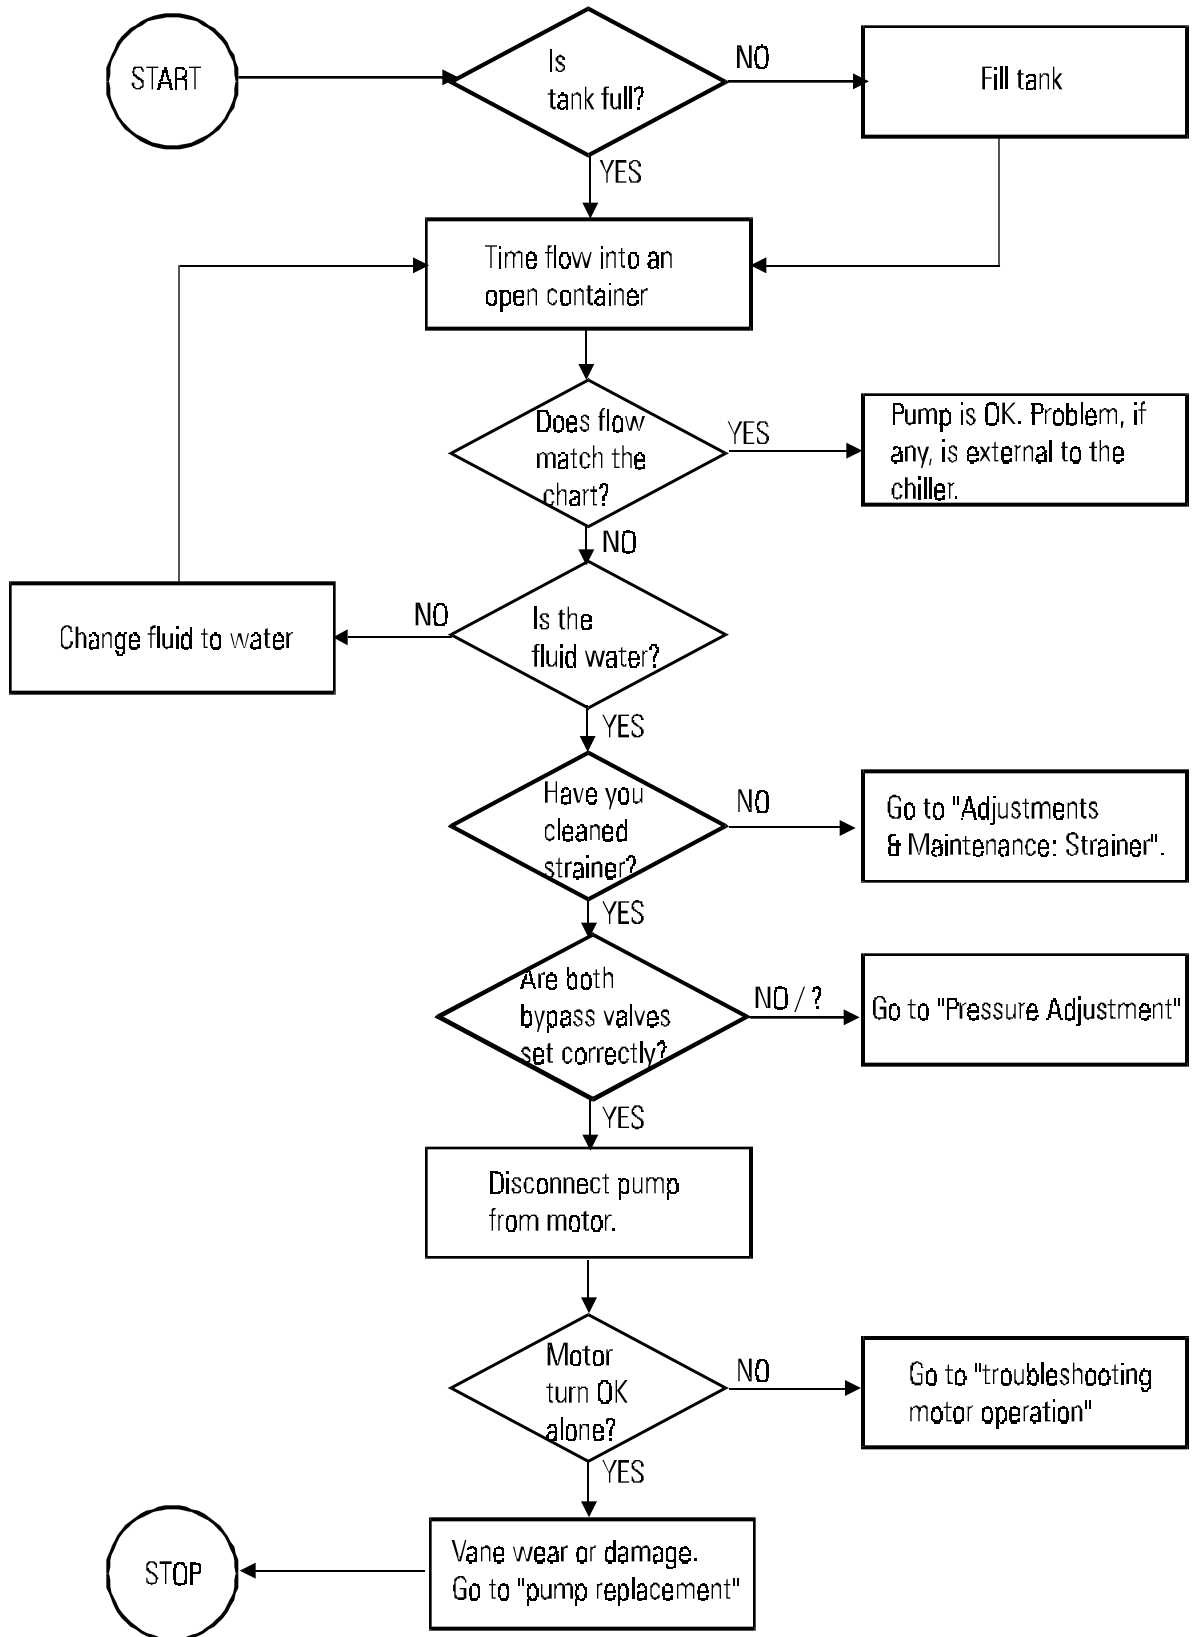 START
Is
tank full?
NO
Fill tank
YES
Time flow into an
open container
Does flow
match the
chart?
YES
Pump is OK. Problem, if
any, is external to the
chiller.
NO
Is the
fluid water?
NO
Change fluid to water
YES
Have you
cleaned
strainer?
NO
Go to "Adjustments
& Maintenance: Strainer".
YES
Are both
bypass valves
set correctly?
NO / ?
Go to "Pressure Adjustment"
YES
Disconnect pump
from motor.
Motor
turn OK
alone?
NO
Go to "troubleshooting
motor operation"
YES
Vane wear or damage.
Go to "pump replacement"
STOP